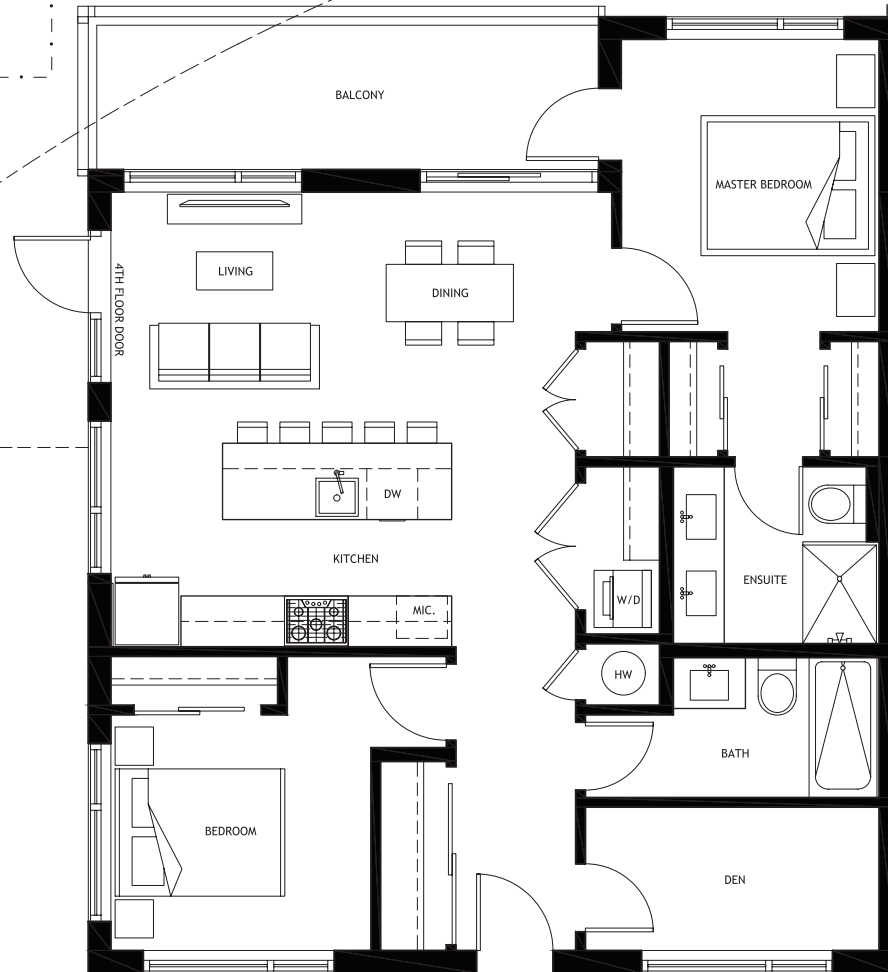 BALCONY
MASTER BEDROOM
4TH FLOOR DOOR
LIVING
DINING
DW
KITCHEN
ENSUITE
W/D
MIC.
HW
BATH
BEDROOM
DEN